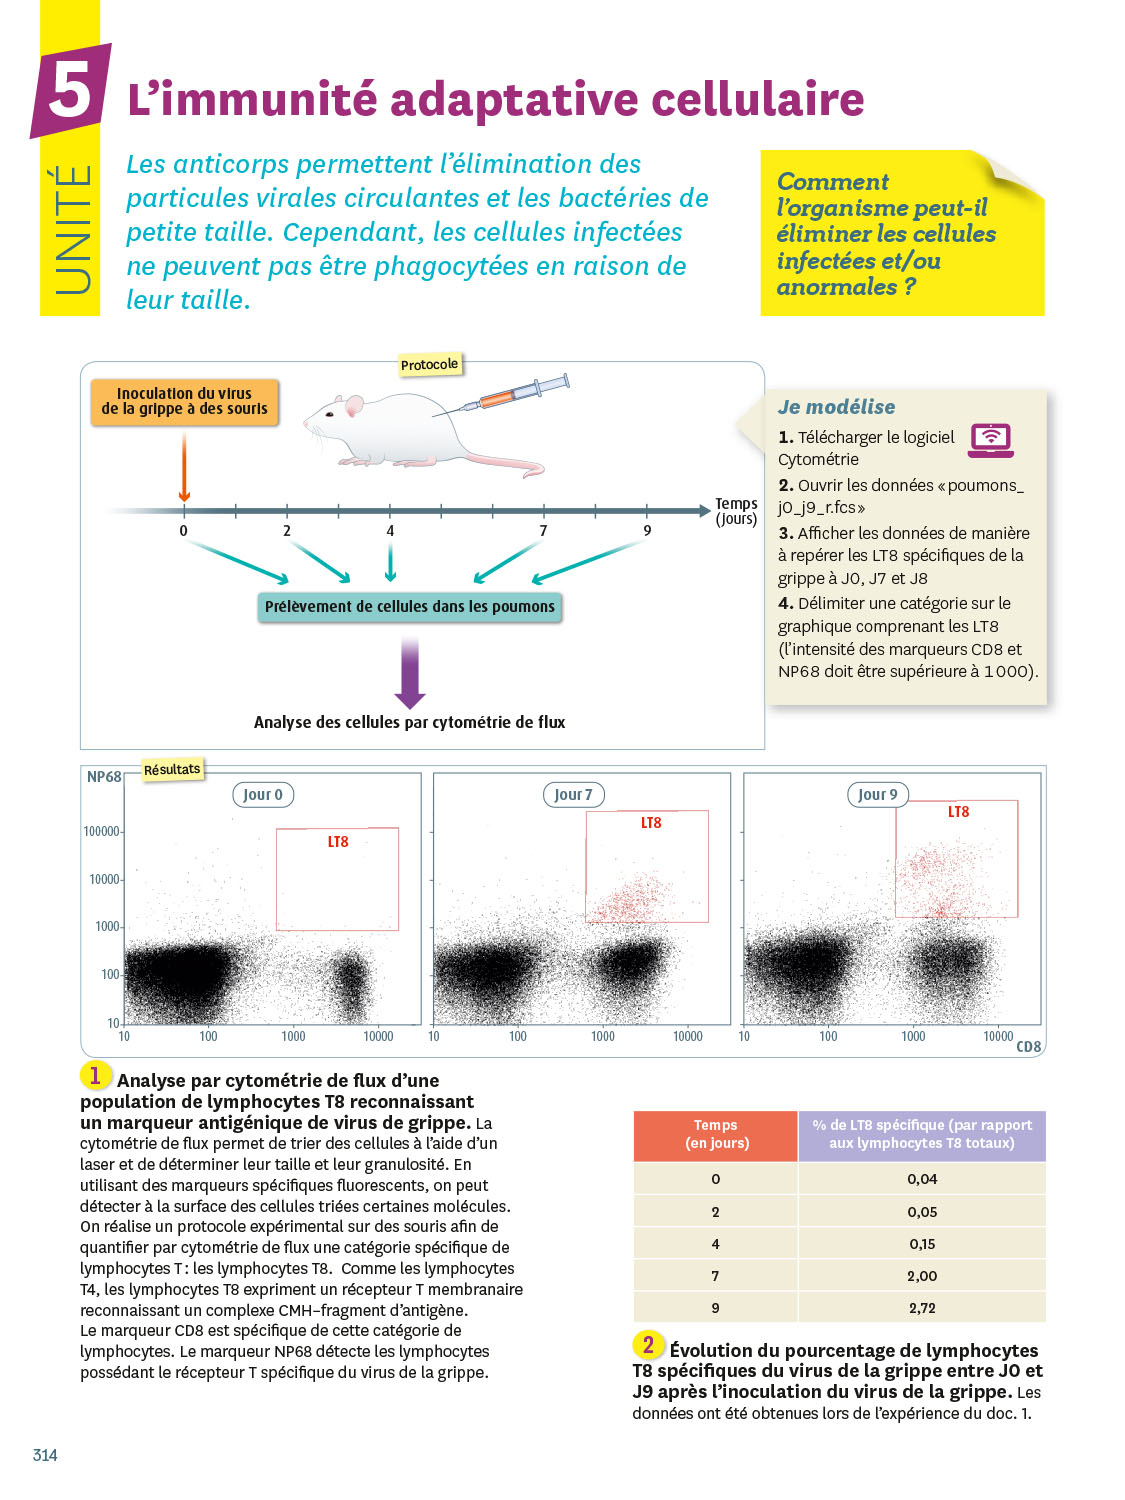 5
UNITÉ
L’immunité adaptative cellulaire
Les anticorps permettent l’élimination des
particules virales circulantes et les bactéries de
petite taille. Cependant, les cellules infectées
ne peuvent pas être phagocytées en raison de
leur taille.
Comment
l’organisme peut-il
éliminer les cellules
infectées et/ou
anormales ?
Protocole
Inoculation du virus
de la grippe à des souris
Temps
(Jours)
0 2 4 7 9
Prélèvement de cellules dans les poumons
Analyse des cellules par cytométrie de flux
Je modélise
1. Télécharger le logiciel
Cytométrie
2. Ouvrir les données « poumons_
j0_j9_r.fcs »
3. Afficher les données de manière
à repérer les LT8 spécifiques de la
grippe à J0, J7 et J8
4. Délimiter une catégorie sur le
graphique comprenant les LT8
(l’intensité des marqueurs CD8 et
NP68 doit être supérieure à 1 000).
Résultats
NP68
Jour 0
Jour 7
Jour 9
LT8
LT8
LT8
100000
10000
1000
100
10
10 100 1000 10000
10 100 1000 10000
10 100 1000 10000
CD8
1 Analyse par cytométrie de flux d’une
population de lymphocytes T8 reconnaissant
un marqueur antigénique de virus de grippe. La
cytométrie de flux permet de trier des cellules à l’aide d’un
laser et de déterminer leur taille et leur granulosité. En
utilisant des marqueurs spécifiques fluorescents, on peut
détecter à la surface des cellules triées certaines molécules.
On réalise un protocole expérimental sur des souris afin de
quantifier par cytométrie de flux une catégorie spécifique de
lymphocytes T : les lymphocytes T8. Comme les lymphocytes
T4, les lymphocytes T8 expriment un récepteur T membranaire
reconnaissant un complexe CMH–fragment d’antigène.
Le marqueur CD8 est spécifique de cette catégorie de
lymphocytes. Le marqueur NP68 détecte les lymphocytes
possédant le récepteur T spécifique du virus de la grippe.
Temps
(en jours)
% de LT8 spécifique (par rapport
aux lymphocytes T8 totaux)
0 0,04
2 0,05
4 0,15
7 2,00
9 2,72
2 Évolution du pourcentage de lymphocytes
T8 spécifiques du virus de la grippe entre J0 et
J9 après l’inoculation du virus de la grippe. Les
données ont été obtenues lors de l’expérience du doc. 1.
314